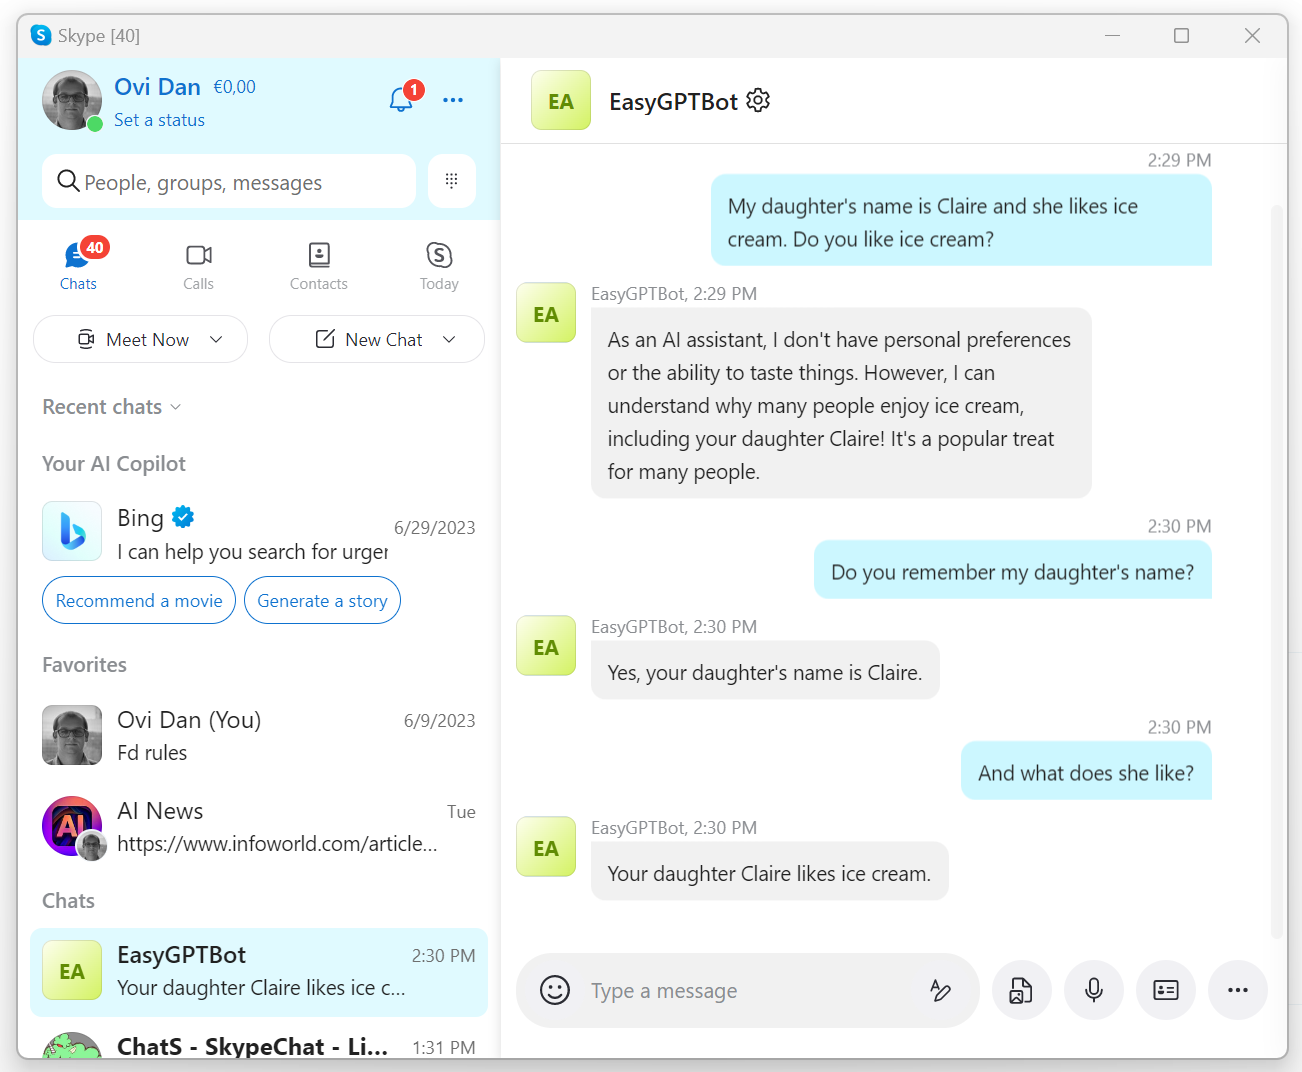 Skype [40]
Ovi Dan €0,00
1
Set a status
People, groups, messages
40
Chats
Calls
Contacts
Today
Meet Now
New Chat
Recent chats
Your AI Copilot
Bing
6/29/2023
I can help you search for urger
Recommend a movie
Generate a story
Favorites
Ovi Dan (You)
6/9/2023
Fd rules
AI
AI News
Tue
https://www.infoworld.com/article...
Chats
EA
EasyGPTBot
2:30 PM
Your daughter Claire likes ice c...
ChatS - SkypeChat - Li...
1:31 PM
EA
EasyGPTBot
2:29 PM
My daughter's name is Claire and she likes ice
cream. Do you like ice cream?
EA
EasyGPTBot, 2:29 PM
As an AI assistant, I don't have personal preferences
or the ability to taste things. However, I can
understand why many people enjoy ice cream,
including your daughter Claire! It's a popular treat
for many people.
2:30 PM
Do you remember my daughter's name?
EA
EasyGPTBot, 2:30 PM
Yes, your daughter's name is Claire.
2:30 PM
And what does she like?
EA
EasyGPTBot, 2:30 PM
Your daughter Claire likes ice cream.
Type a message